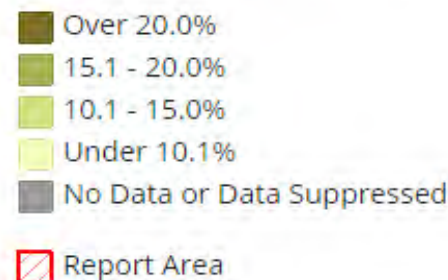 Over 20.0%
15.1 - 20.0%
10.1 - 15.0%
Under 10.1%
No Data or Data Suppressed
Report Area